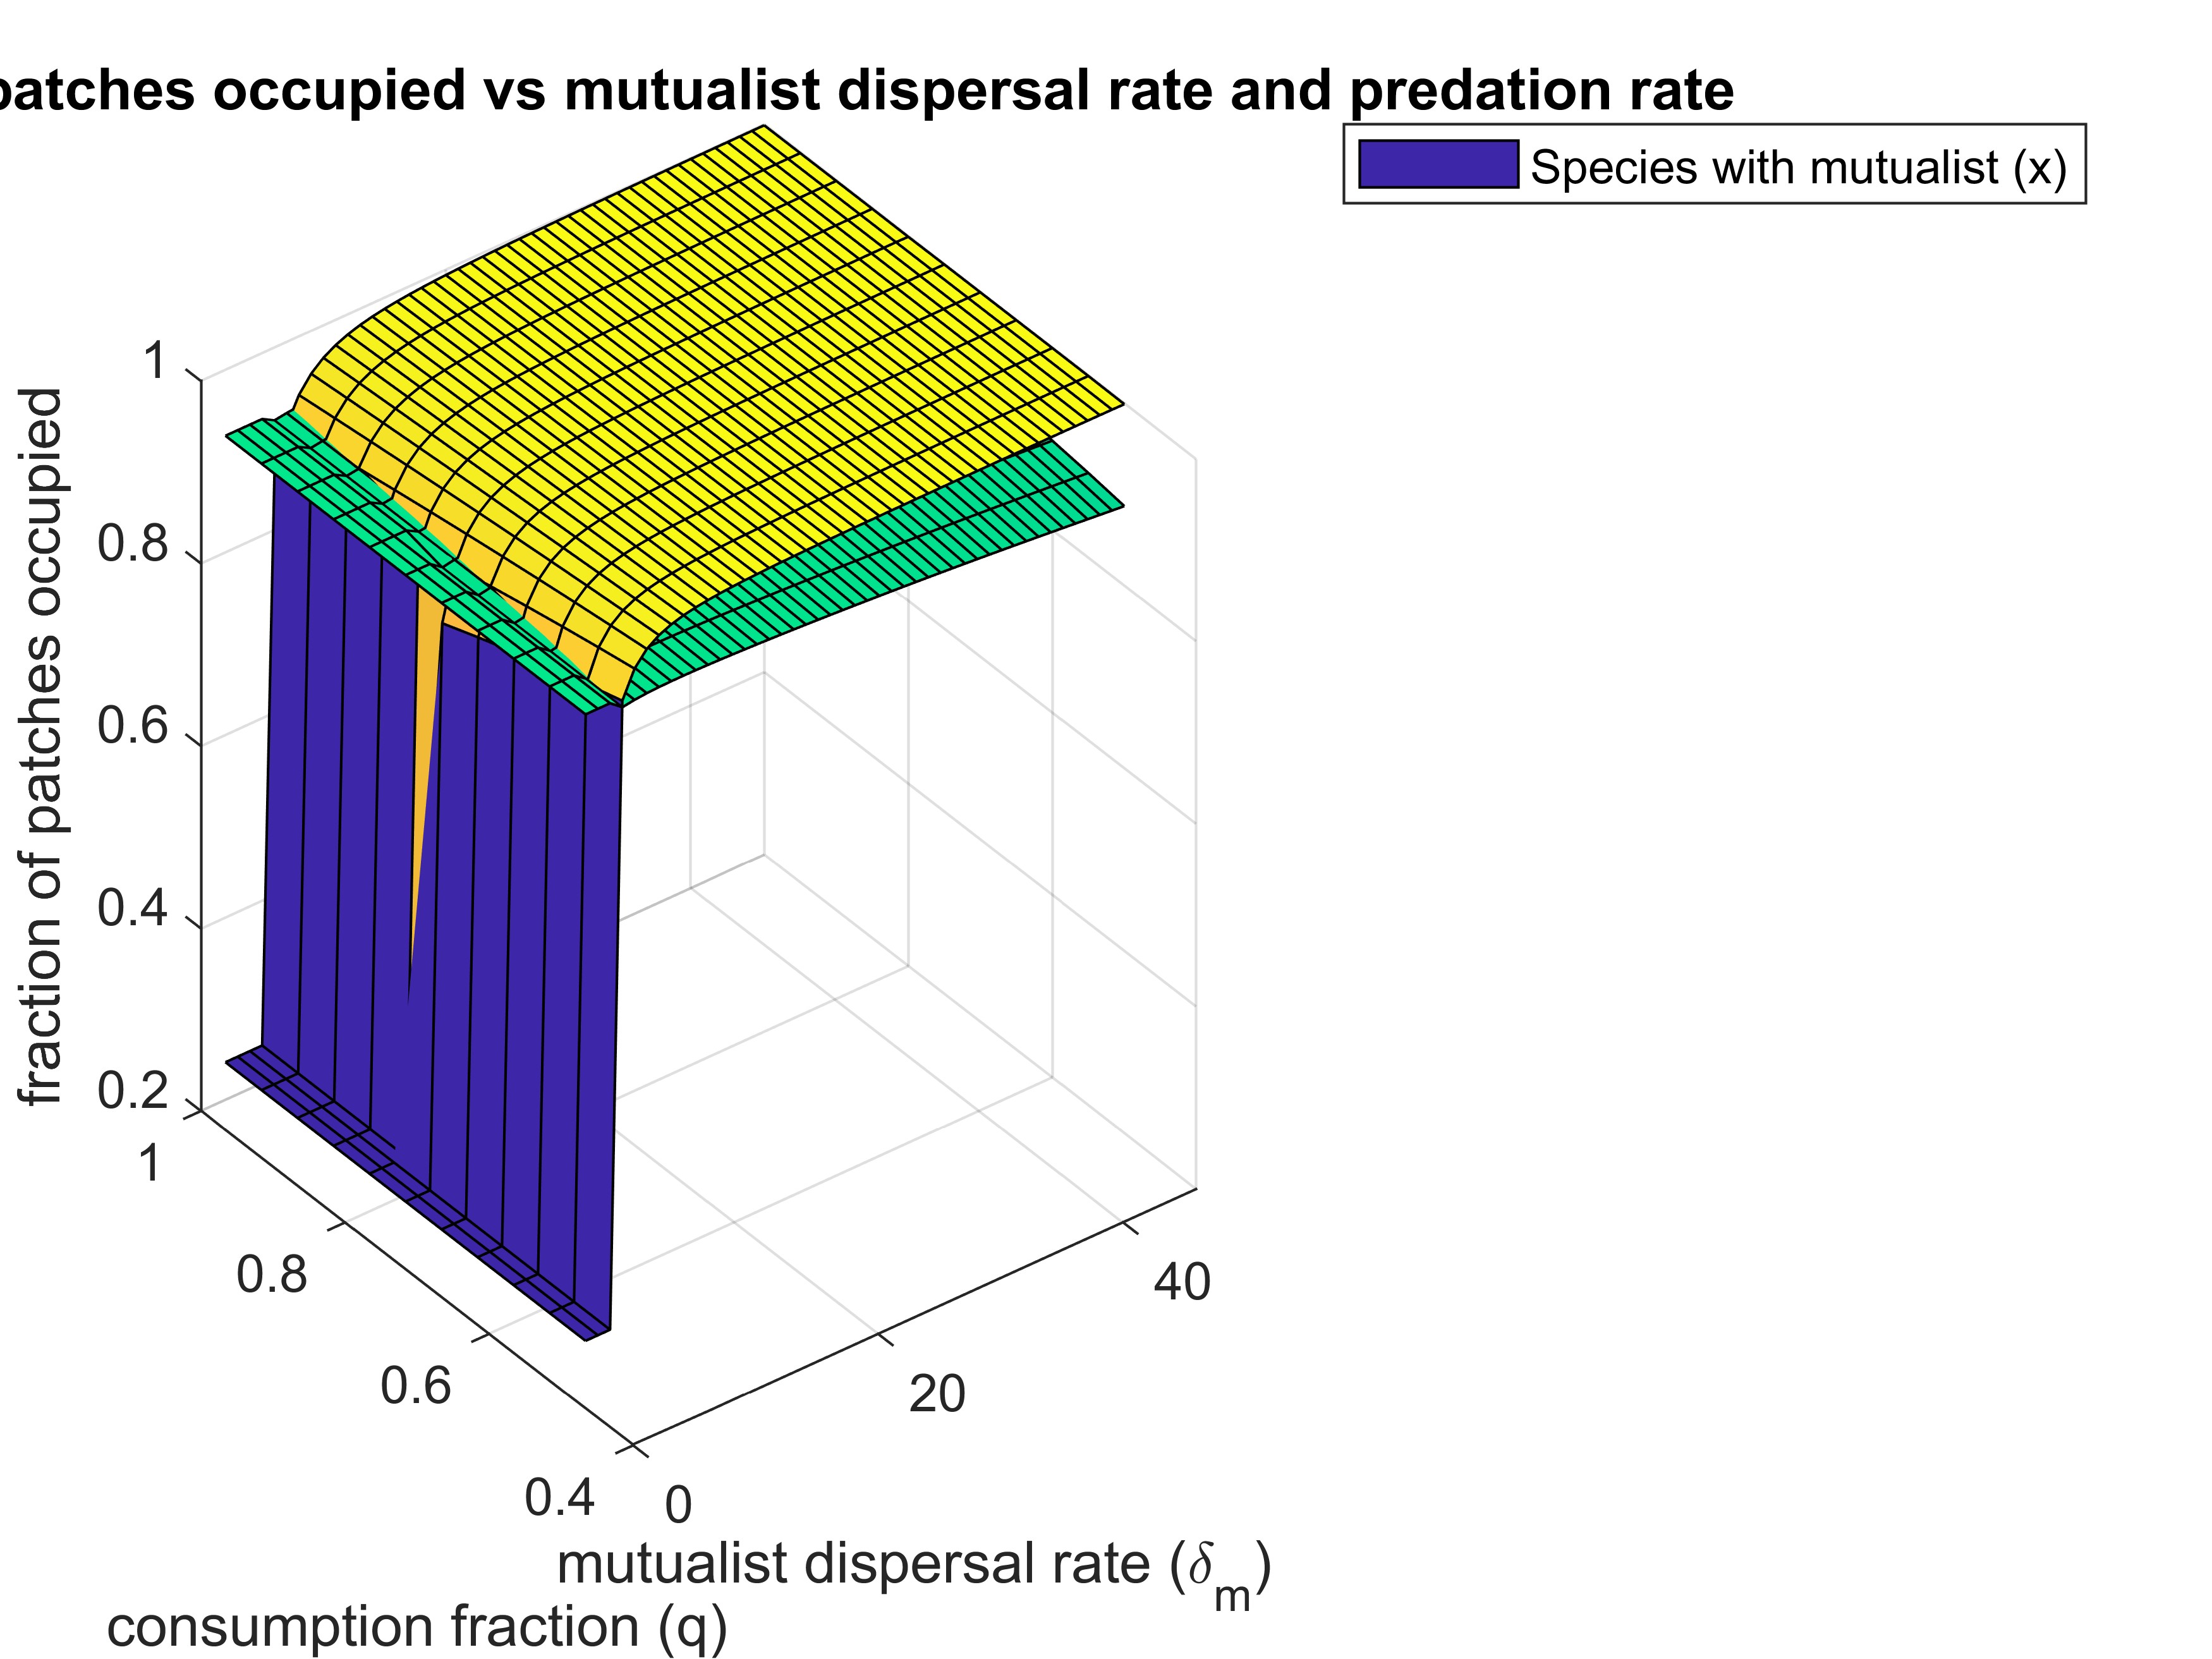 patches occupied vs mutualist dispersal rate and predation rate
Species with mutualist (x)
fraction of patches occupied
1
0.8
0.6
0.4
0.2
1
0.8
0.6
0.4
0
20
40
mutualist dispersal rate (δm)
consumption fraction (q)